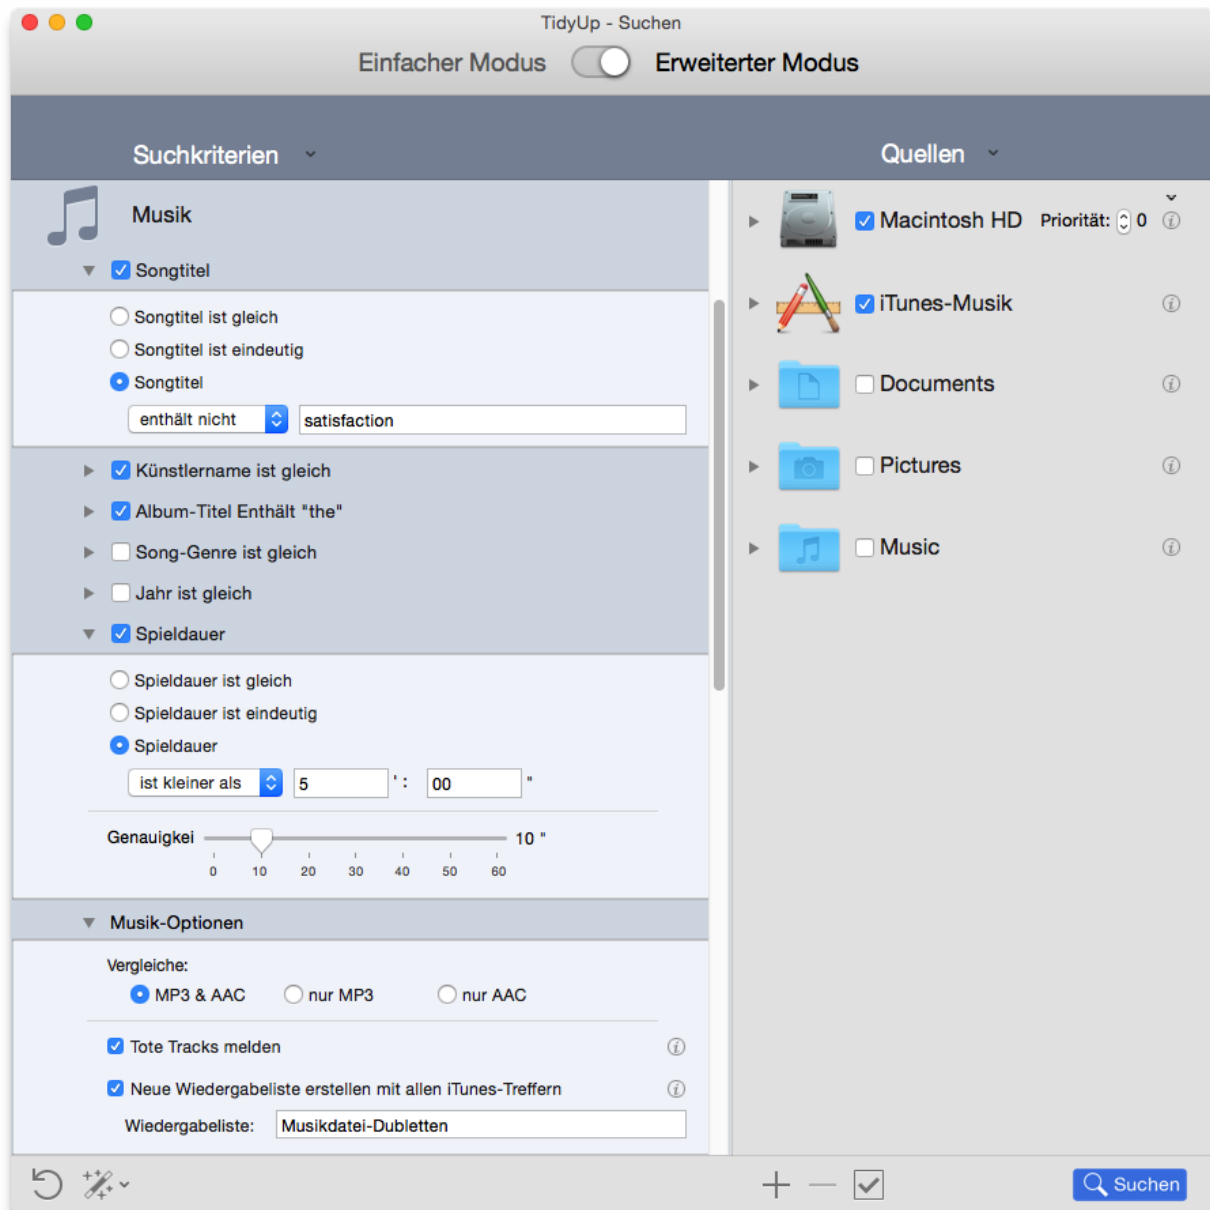 TidyUp - Suchen
Einfacher Modus Erweiterter Modus
Suchkriterien
Musik
Songtitel
Songtitel ist gleich
Songtitel ist eindeutig
Songtitel
enthält nicht satisfaction
Künstlername ist gleich
Album-Titel Enthält "the"
Song-Genre ist gleich
Jahr ist gleich
Spieldauer
Spieldauer ist gleich
Spieldauer ist eindeutig
Spieldauer
ist kleiner als 5 ' : 00 "
Genauigkei 10 "
0 10 20 30 40 50 60
Musik-Optionen
Vergleiche:
MP3 & AAC nur MP3 nur AAC
Tote Tracks melden
Neue Wiedergabeliste erstellen mit allen iTunes-Treffern
Wiedergabeliste: Musikdatei-Dubletten
Quellen
Macintosh HD Priorität: 0
iTunes-Musik
Documents
Pictures
Music
Suchen